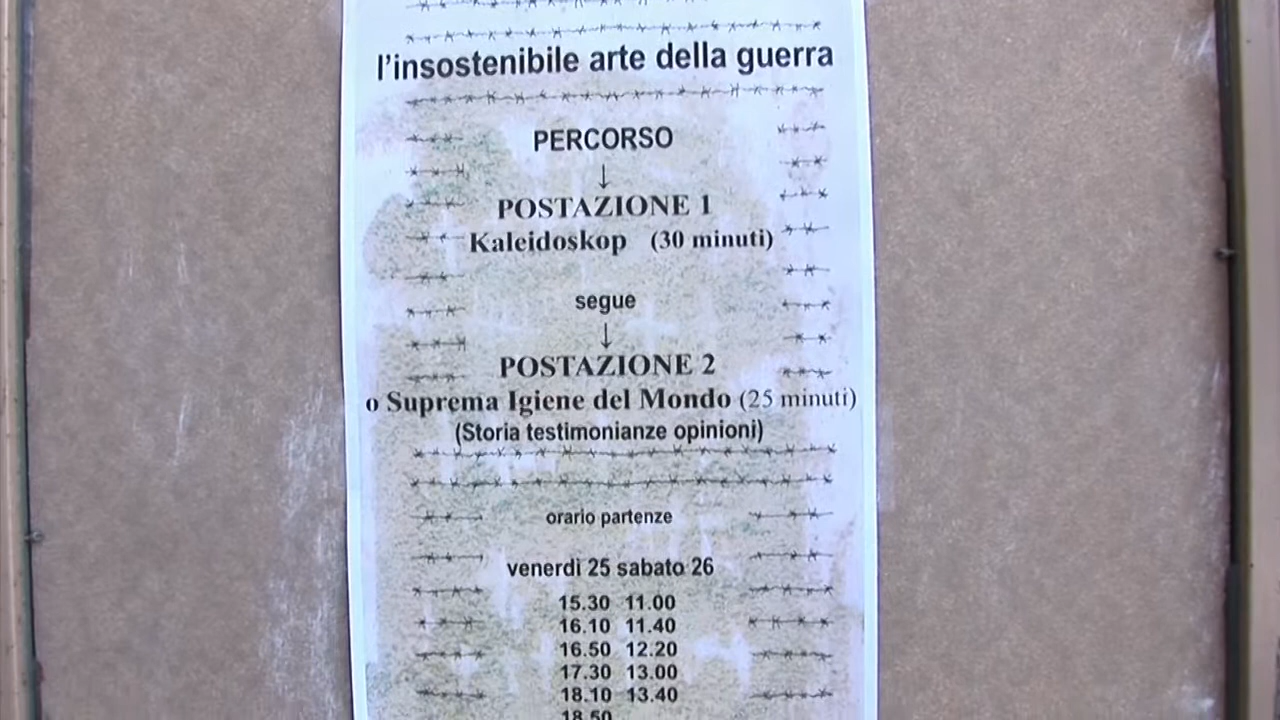 l'insostenibile arte della guerra
PERCORSO
↓
POSTAZIONE 1
Kaleidoskop (30 minuti)
segue
↓
POSTAZIONE 2
o Suprema Igiene del Mondo (25 minuti)
(Storia testimonianze opinioni)
orario partenze
venerdì 25 sabato 26
15.30 11.00
16.10 11.40
16.50 12.20
17.30 13.00
18.10 13.40
18.50